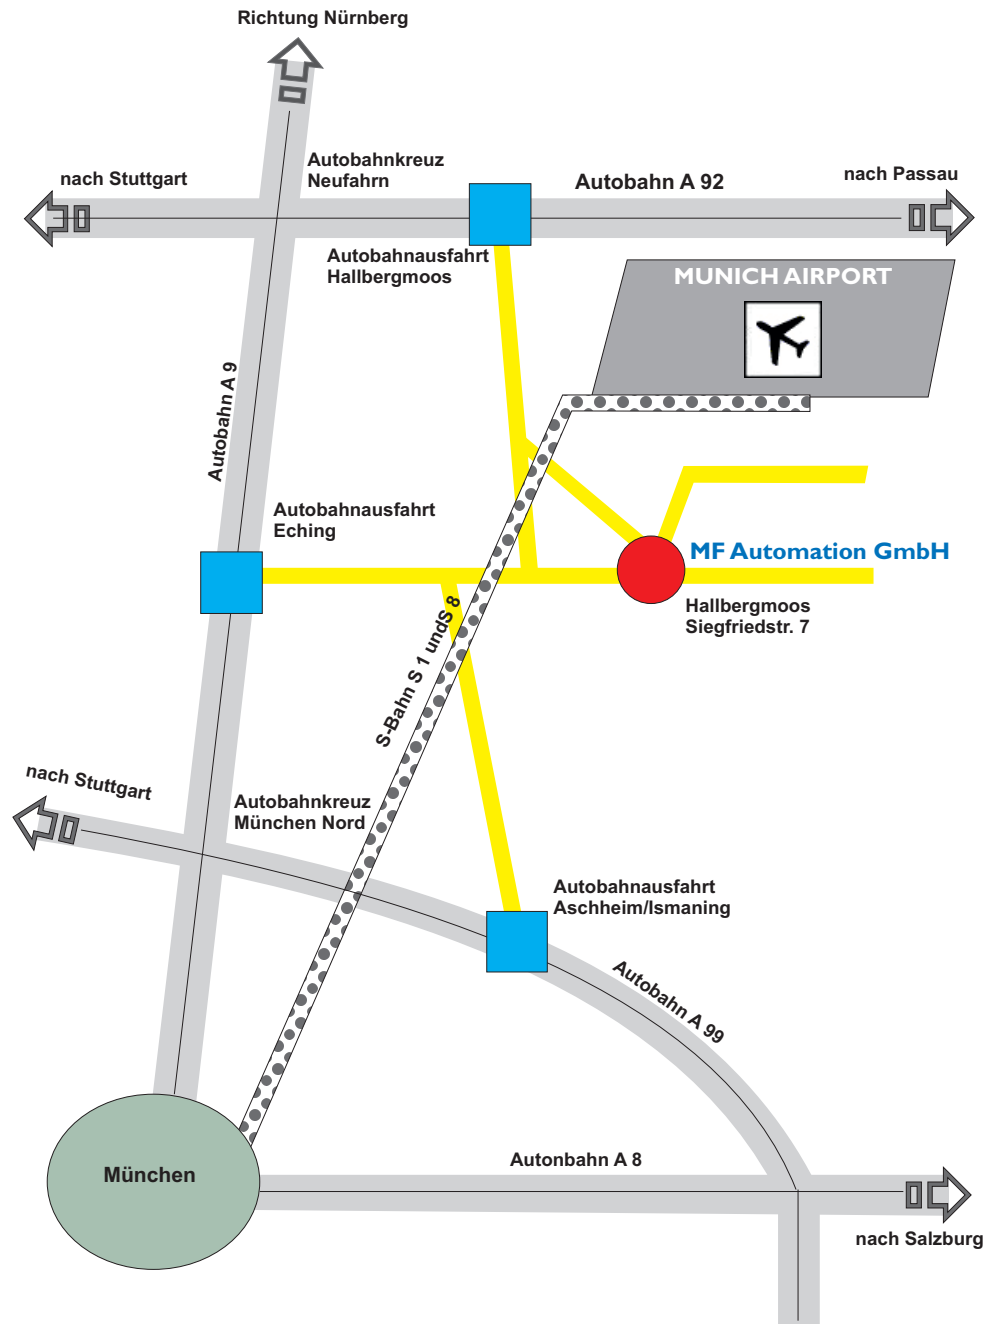 Richtung Nürnberg
Autobahnkreuz
Neufahrn
nach Stuttgart
Autobahn A 92
nach Passau
Autobahnausfahrt
Hallbergmoos
MUNICH AIRPORT
Autobahn A 9
Autobahnausfahrt
Eching
MF Automation GmbH
Hallbergmoos
Siegfriedstr. 7
S-Bahn S 1 undS 8
nach Stuttgart
Autobahnkreuz
München Nord
Autobahnausfahrt
Aschheim/Ismaning
Autobahn A 99
München
Autonbahn A 8
nach Salzburg